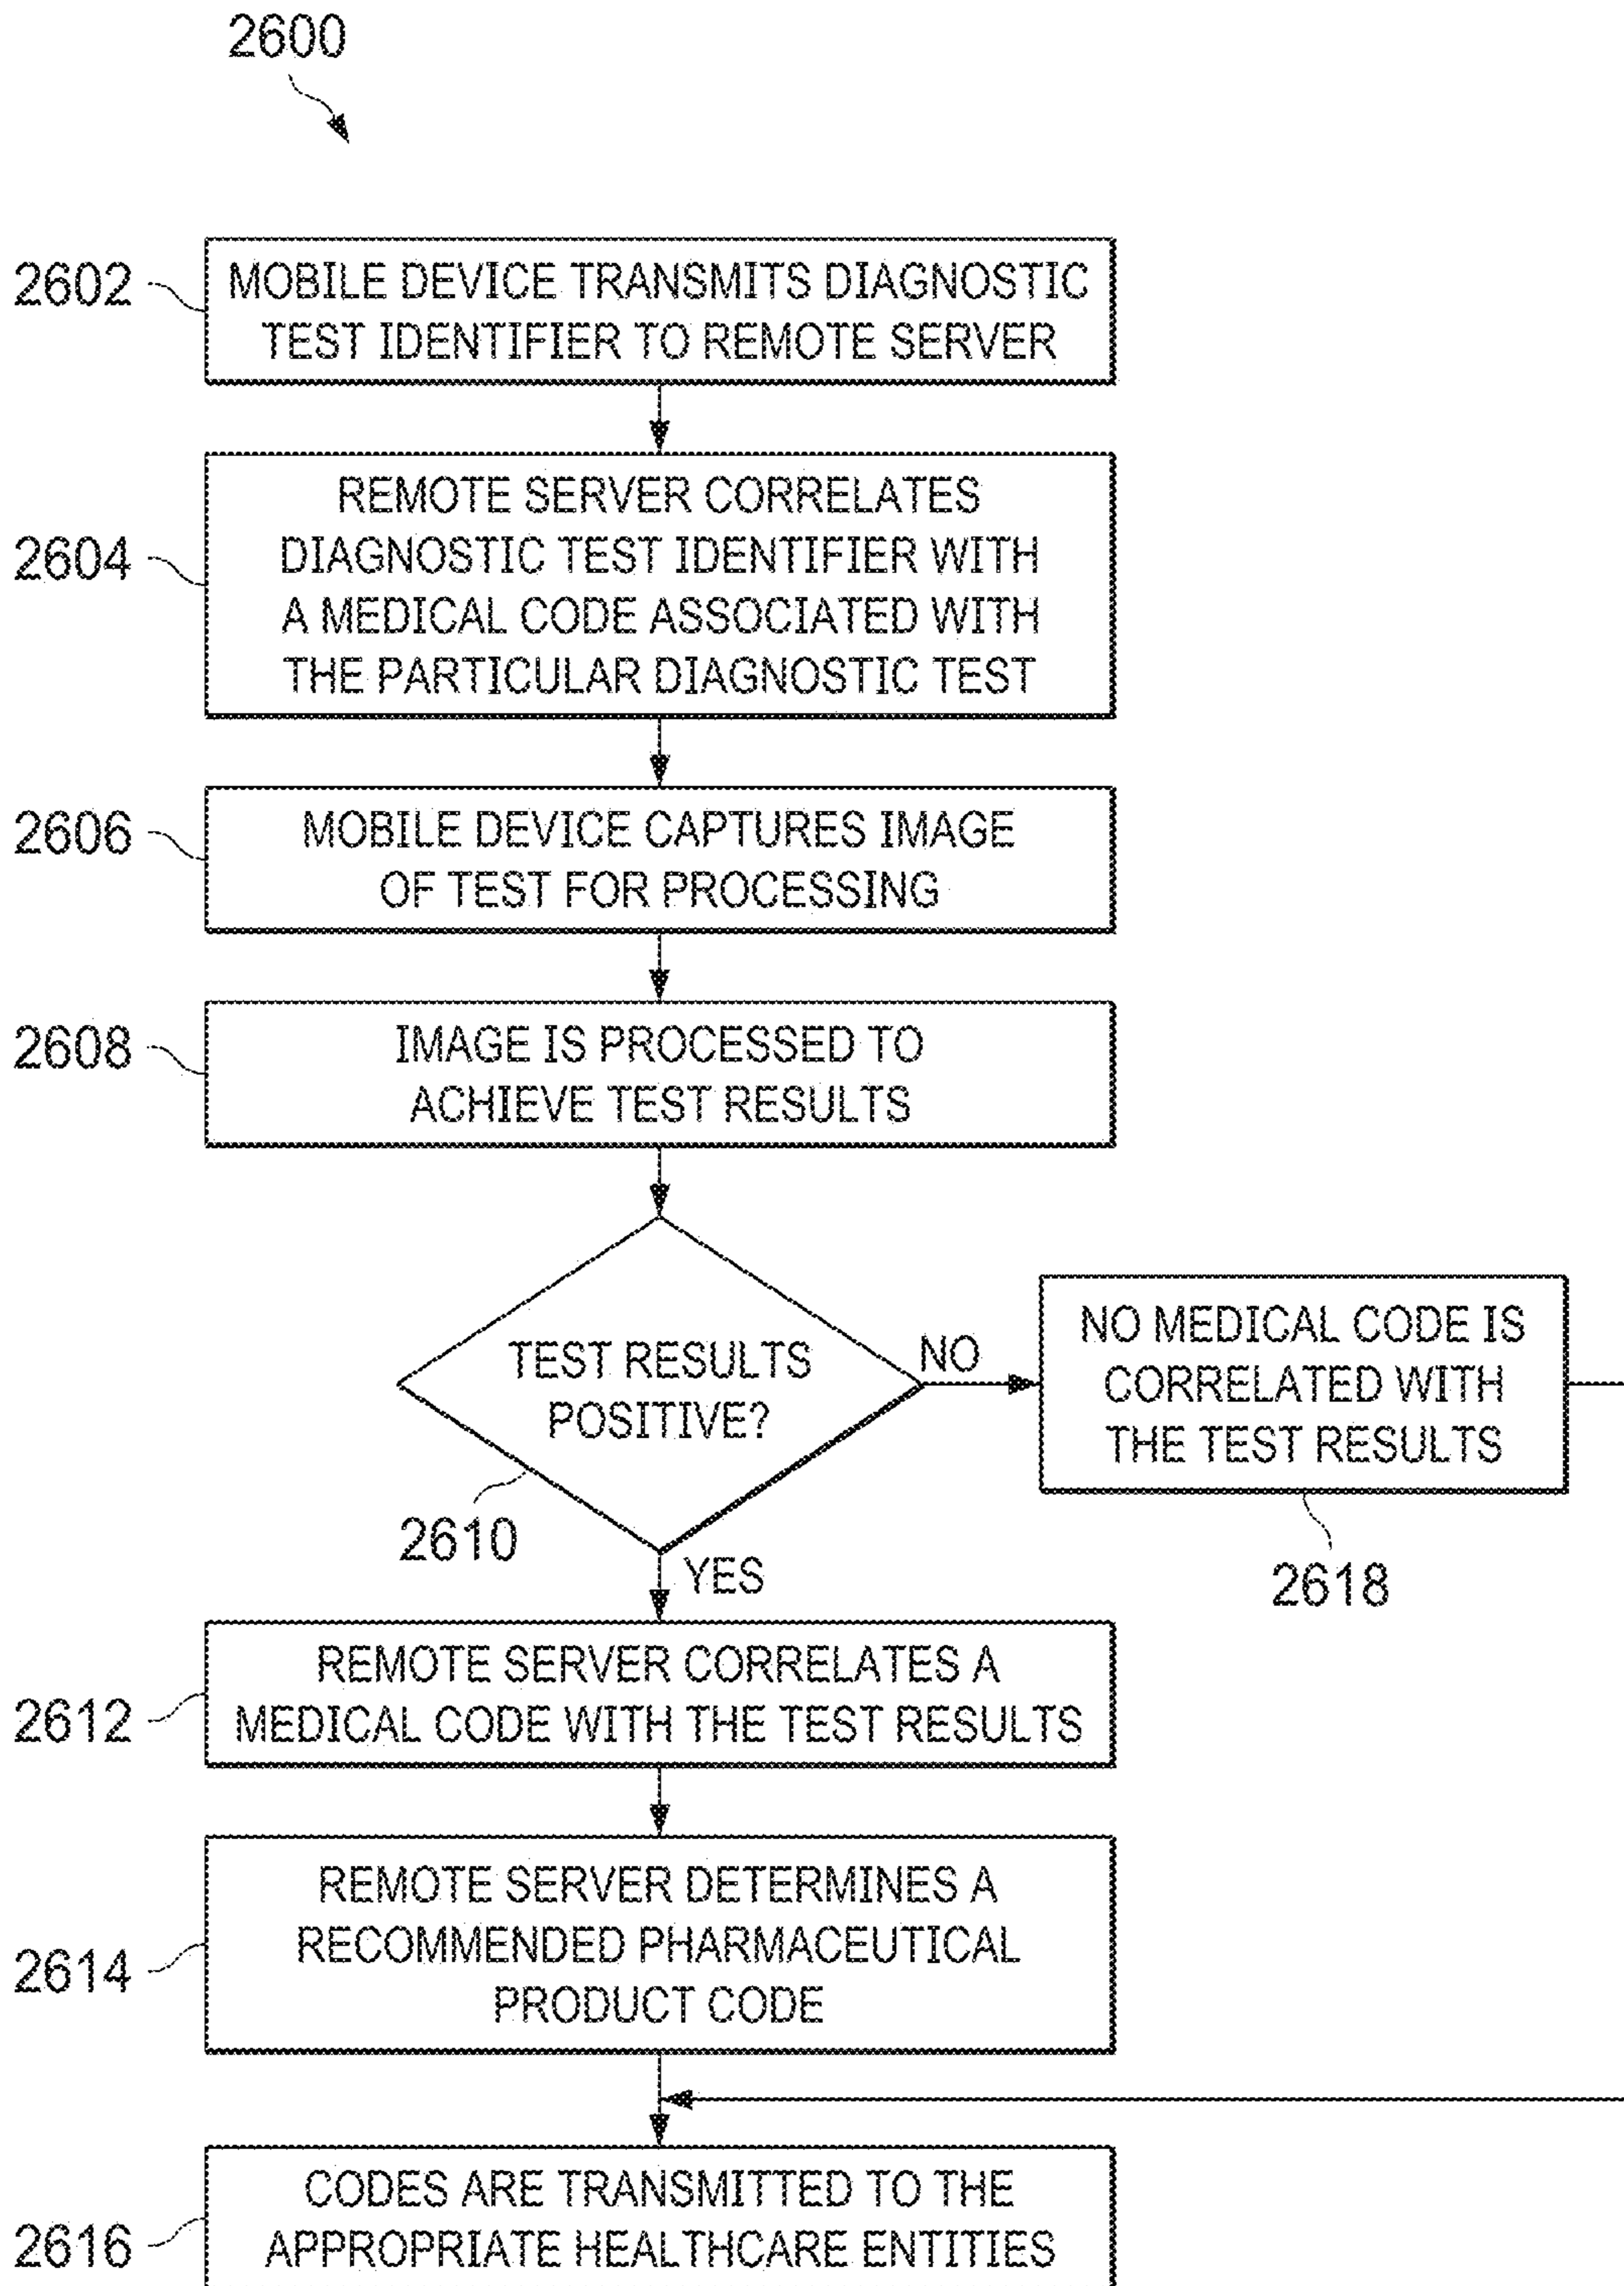 2600
2602
MOBILE DEVICE TRANSMITS DIAGNOSTIC
TEST IDENTIFIER TO REMOTE SERVER
2604
REMOTE SERVER CORRELATES
DIAGNOSTIC TEST IDENTIFIER WITH
A MEDICAL CODE ASSOCIATED WITH
THE PARTICULAR DIAGNOSTIC TEST
2606
MOBILE DEVICE CAPTURES IMAGE
OF TEST FOR PROCESSING
2608
IMAGE IS PROCESSED TO
ACHIEVE TEST RESULTS
TEST RESULTS
POSITIVE?
2610
NO
NO MEDICAL CODE IS
CORRELATED WITH
THE TEST RESULTS
2618
YES
2612
REMOTE SERVER CORRELATES A
MEDICAL CODE WITH THE TEST RESULTS
2614
REMOTE SERVER DETERMINES A
RECOMMENDED PHARMACEUTICAL
PRODUCT CODE
2616
CODES ARE TRANSMITTED TO THE
APPROPRIATE HEALTHCARE ENTITIES